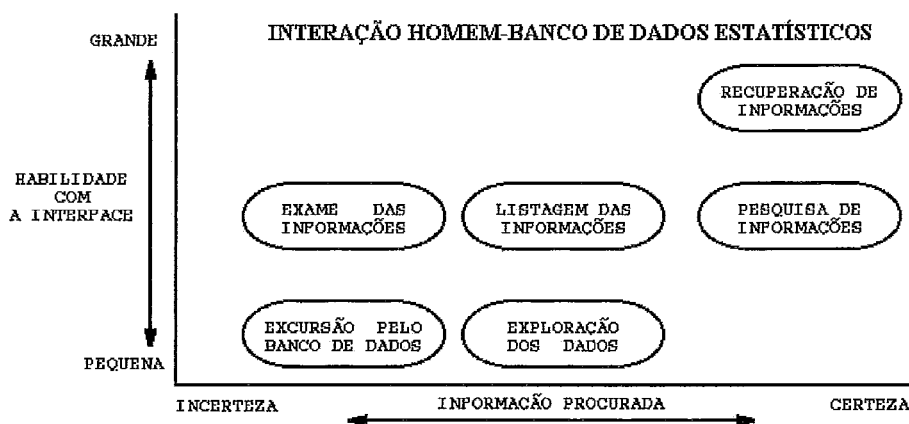 INTERAÇÃO HOMEM-BANCO DE DADOS ESTATÍSTICOS
GRANDE
RECUPERAÇÃO DE
INFORMAÇÕES
HABILIDADE
COM
A INTERFACE
EXAME DAS
INFORMAÇÕES
LISTAGEM DAS
INFORMAÇÕES
PESQUISA DE
INFORMAÇÕES
EXCURSÃO PELO
BANCO DE DADOS
EXPLORAÇÃO
DOS DADOS
PEQUENA
INCERTEZA
INFORMAÇÃO PROCURADA
CERTEZA